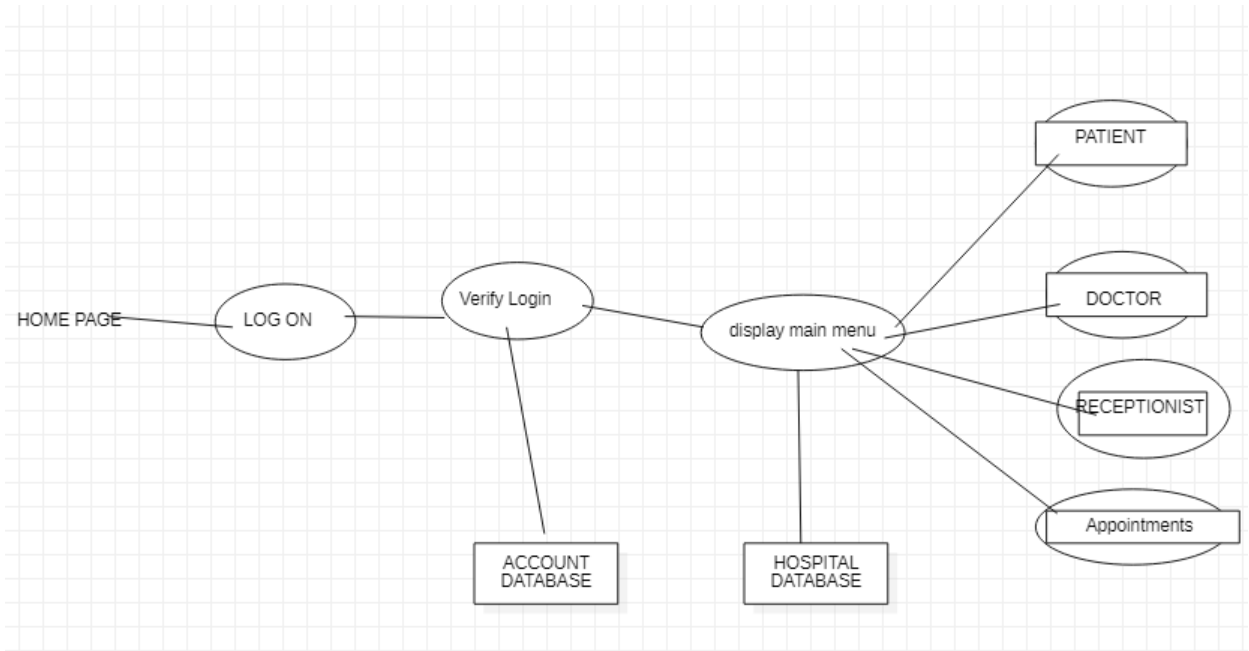 PATIENT
DOCTOR
HOME PAGE
LOG ON
Verify Login
display main menu
RECEPTIONIST
Appointments
ACCOUNT
DATABASE
HOSPITAL
DATABASE